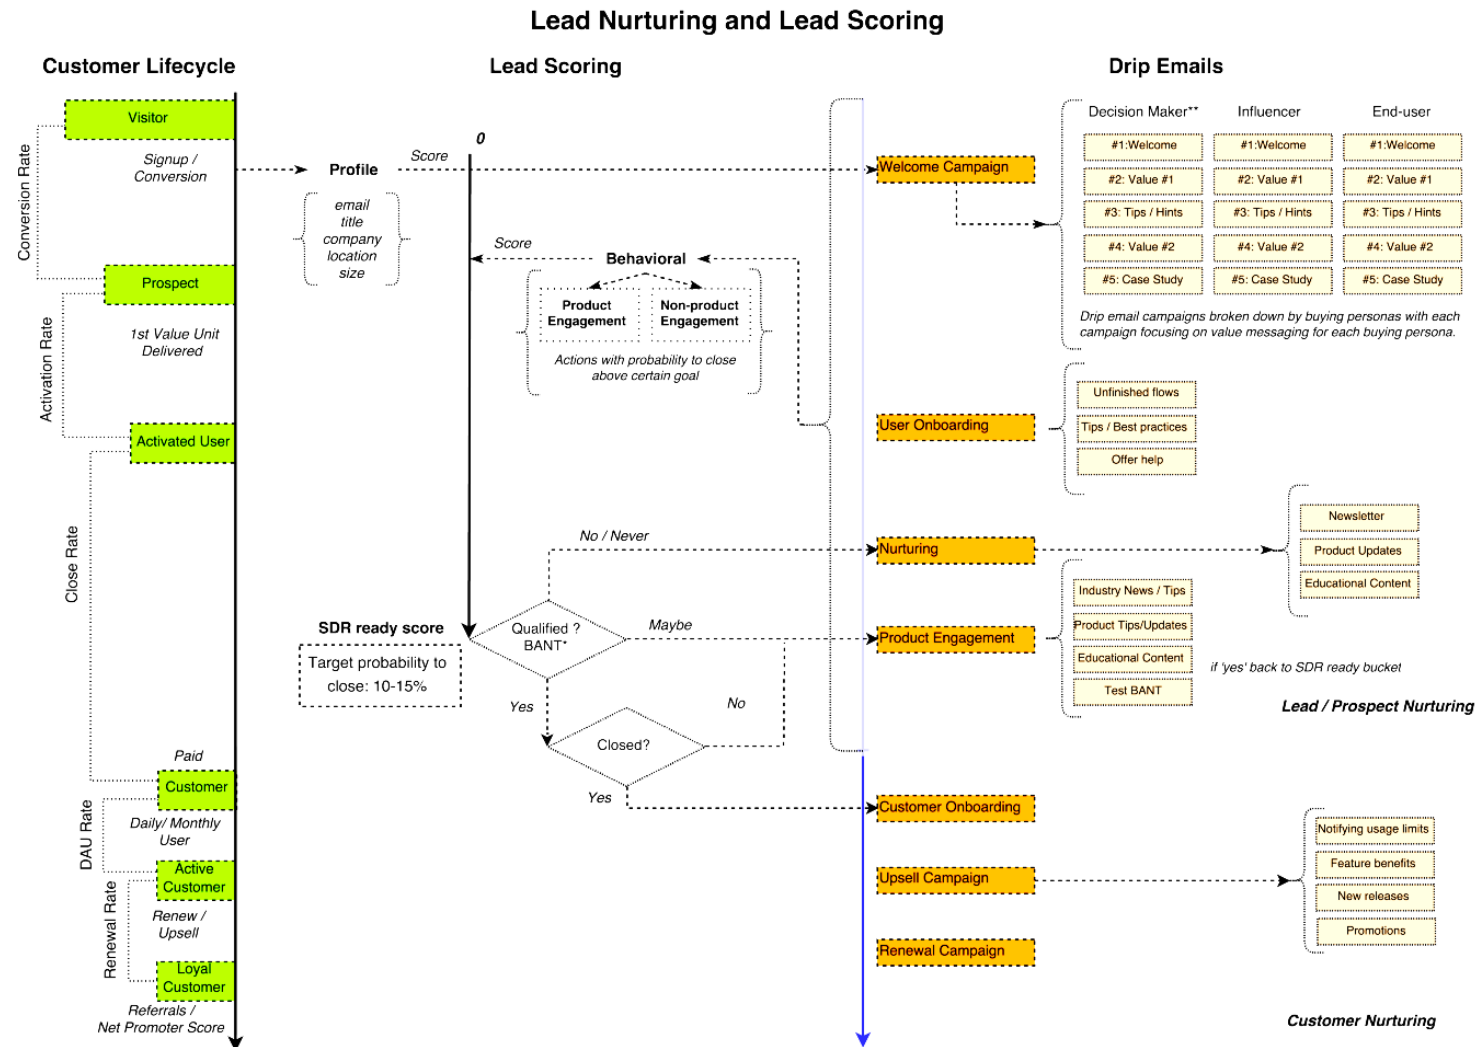 Lead Nurturing and Lead Scoring
Customer Lifecycle
Lead Scoring
Drip Emails
Visitor
Signup /
Conversion
Conversion Rate
Prospect
1st Value Unit
Delivered
Activation Rate
Activated User
Close Rate
Paid
Customer
Daily/ Monthly
User
DAU Rate
Active
Customer
Renew /
Upsell
Renewal Rate
Loyal
Customer
Referrals /
Net Promoter Score
0
Profile
Score
email
title
company
location
size
Score
Behavioral
Product
Engagement
Non-product
Engagement
Actions with probability to close
above certain goal
SDR ready score
Target probability to
close: 10-15%
Qualified ?
BANT*
No / Never
Maybe
Yes
No
Closed?
Yes
Welcome Campaign
User Onboarding
Nurturing
Product Engagement
Customer Onboarding
Upsell Campaign
Renewal Campaign
Decision Maker**
Influencer
End-user
#1:Welcome
#1:Welcome
#1:Welcome
#2: Value #1
#2: Value #1
#2: Value #1
#3: Tips / Hints
#3: Tips / Hints
#3: Tips / Hints
#4: Value #2
#4: Value #2
#4: Value #2
#5: Case Study
#5: Case Study
#5: Case Study
Drip email campaigns broken down by buying personas with each
campaign focusing on value messaging for each buying persona.
Unfinished flows
Tips / Best practices
Offer help
Newsletter
Product Updates
Educational Content
Industry News / Tips
Product Tips/Updates
Educational Content
Test BANT
if 'yes' back to SDR ready bucket
Lead / Prospect Nurturing
Notifying usage limits
Feature benefits
New releases
Promotions
Customer Nurturing